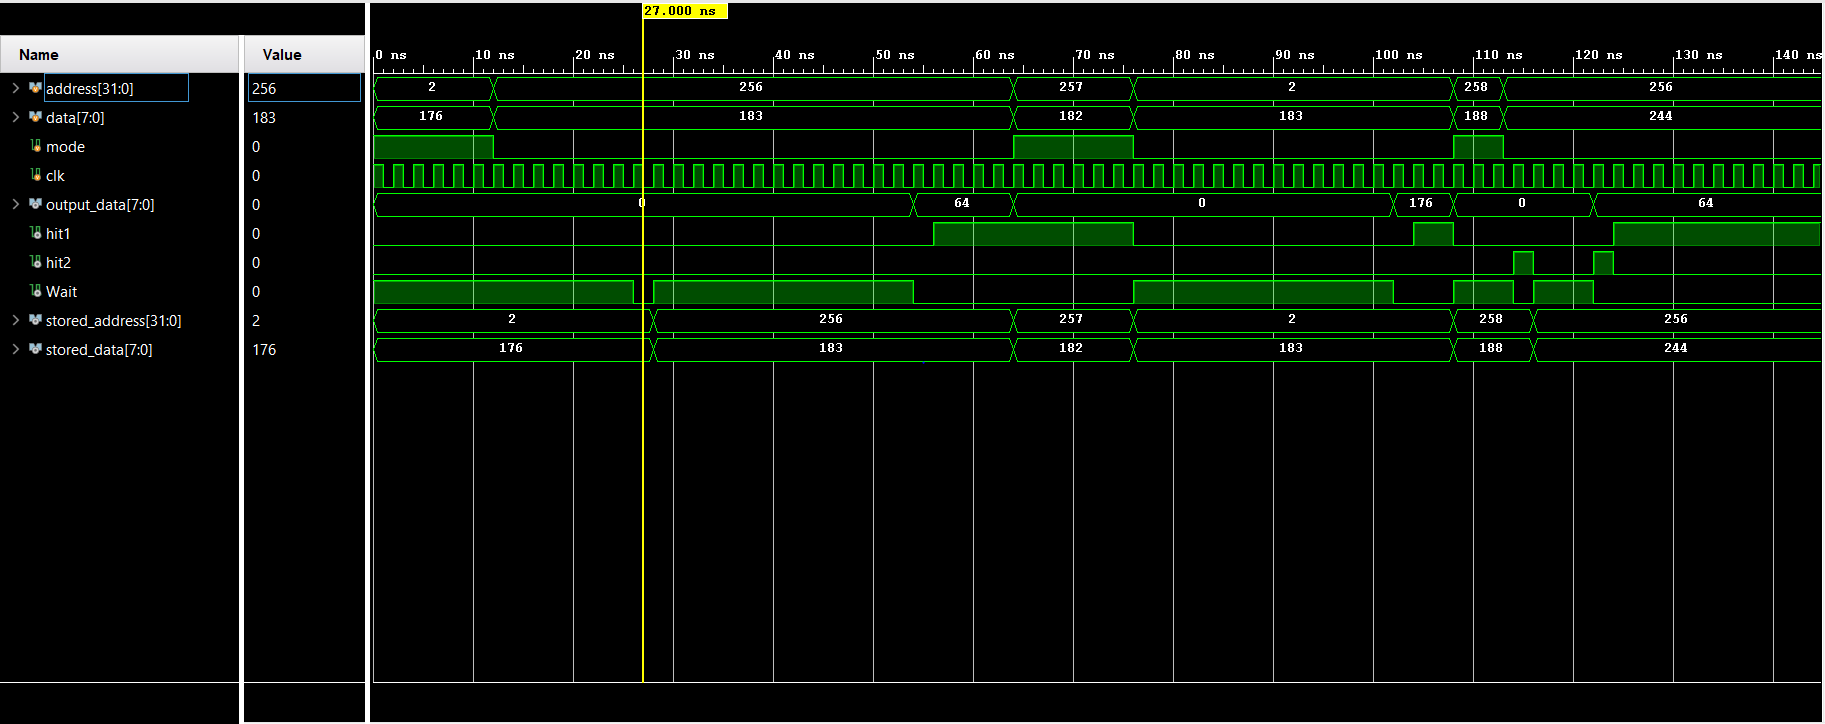 27.000 ns
Name Value 0 ns 10 ns 20 ns 30 ns 40 ns 50 ns 60 ns 70 ns 80 ns 90 ns 100 ns 110 ns 120 ns 130 ns 140 ns
address[31:0] 256 2 256 257 2 258 256
data[7:0] 183 176 183 182 183 188 244
mode 0
clk 0
output_data[7:0] 0 0 64 0 176 0 64
hit1 0
hit2 0
Wait 0
stored_address[31:0] 2 2 256 257 2 258 256
stored_data[7:0] 176 176 183 182 183 188 244